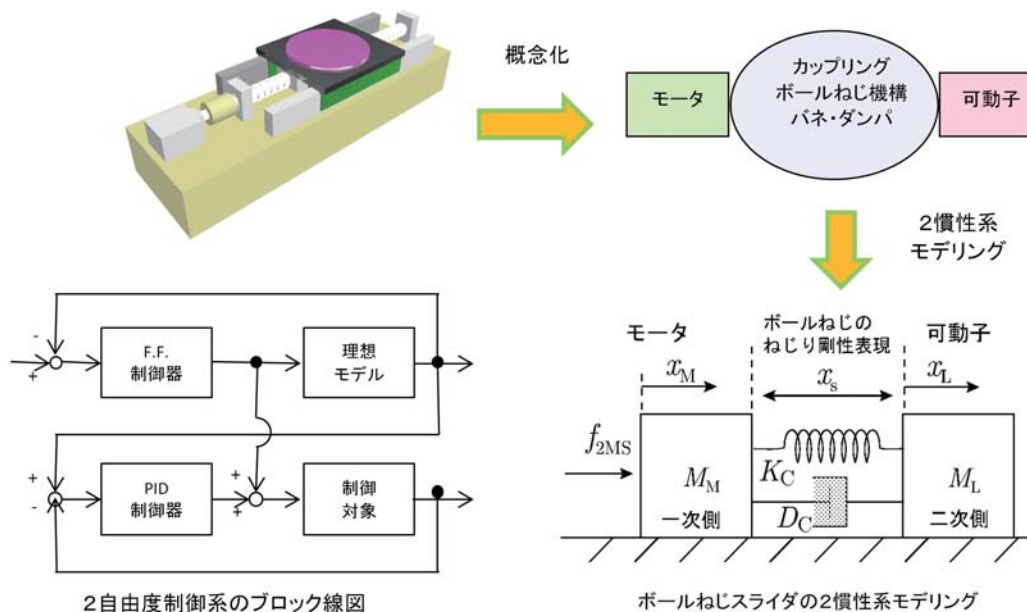 概念化
モータ
カップリング
ボールねじ機構
バネ・ダンパ
可動子
2慣性系
モデリング
-
+
F.F.
制御器
理想
モデル
+
-
PID
制御器
+
+
制御
対象
2自由度制御系のブロック線図
モータ
ボールねじの
ねじり剛性表現
可動子
x_M
x_s
x_L
f_2MS
M_M
一次側
K_C
D_C
M_L
二次側
ボールねじスライダの2慣性系モデリング